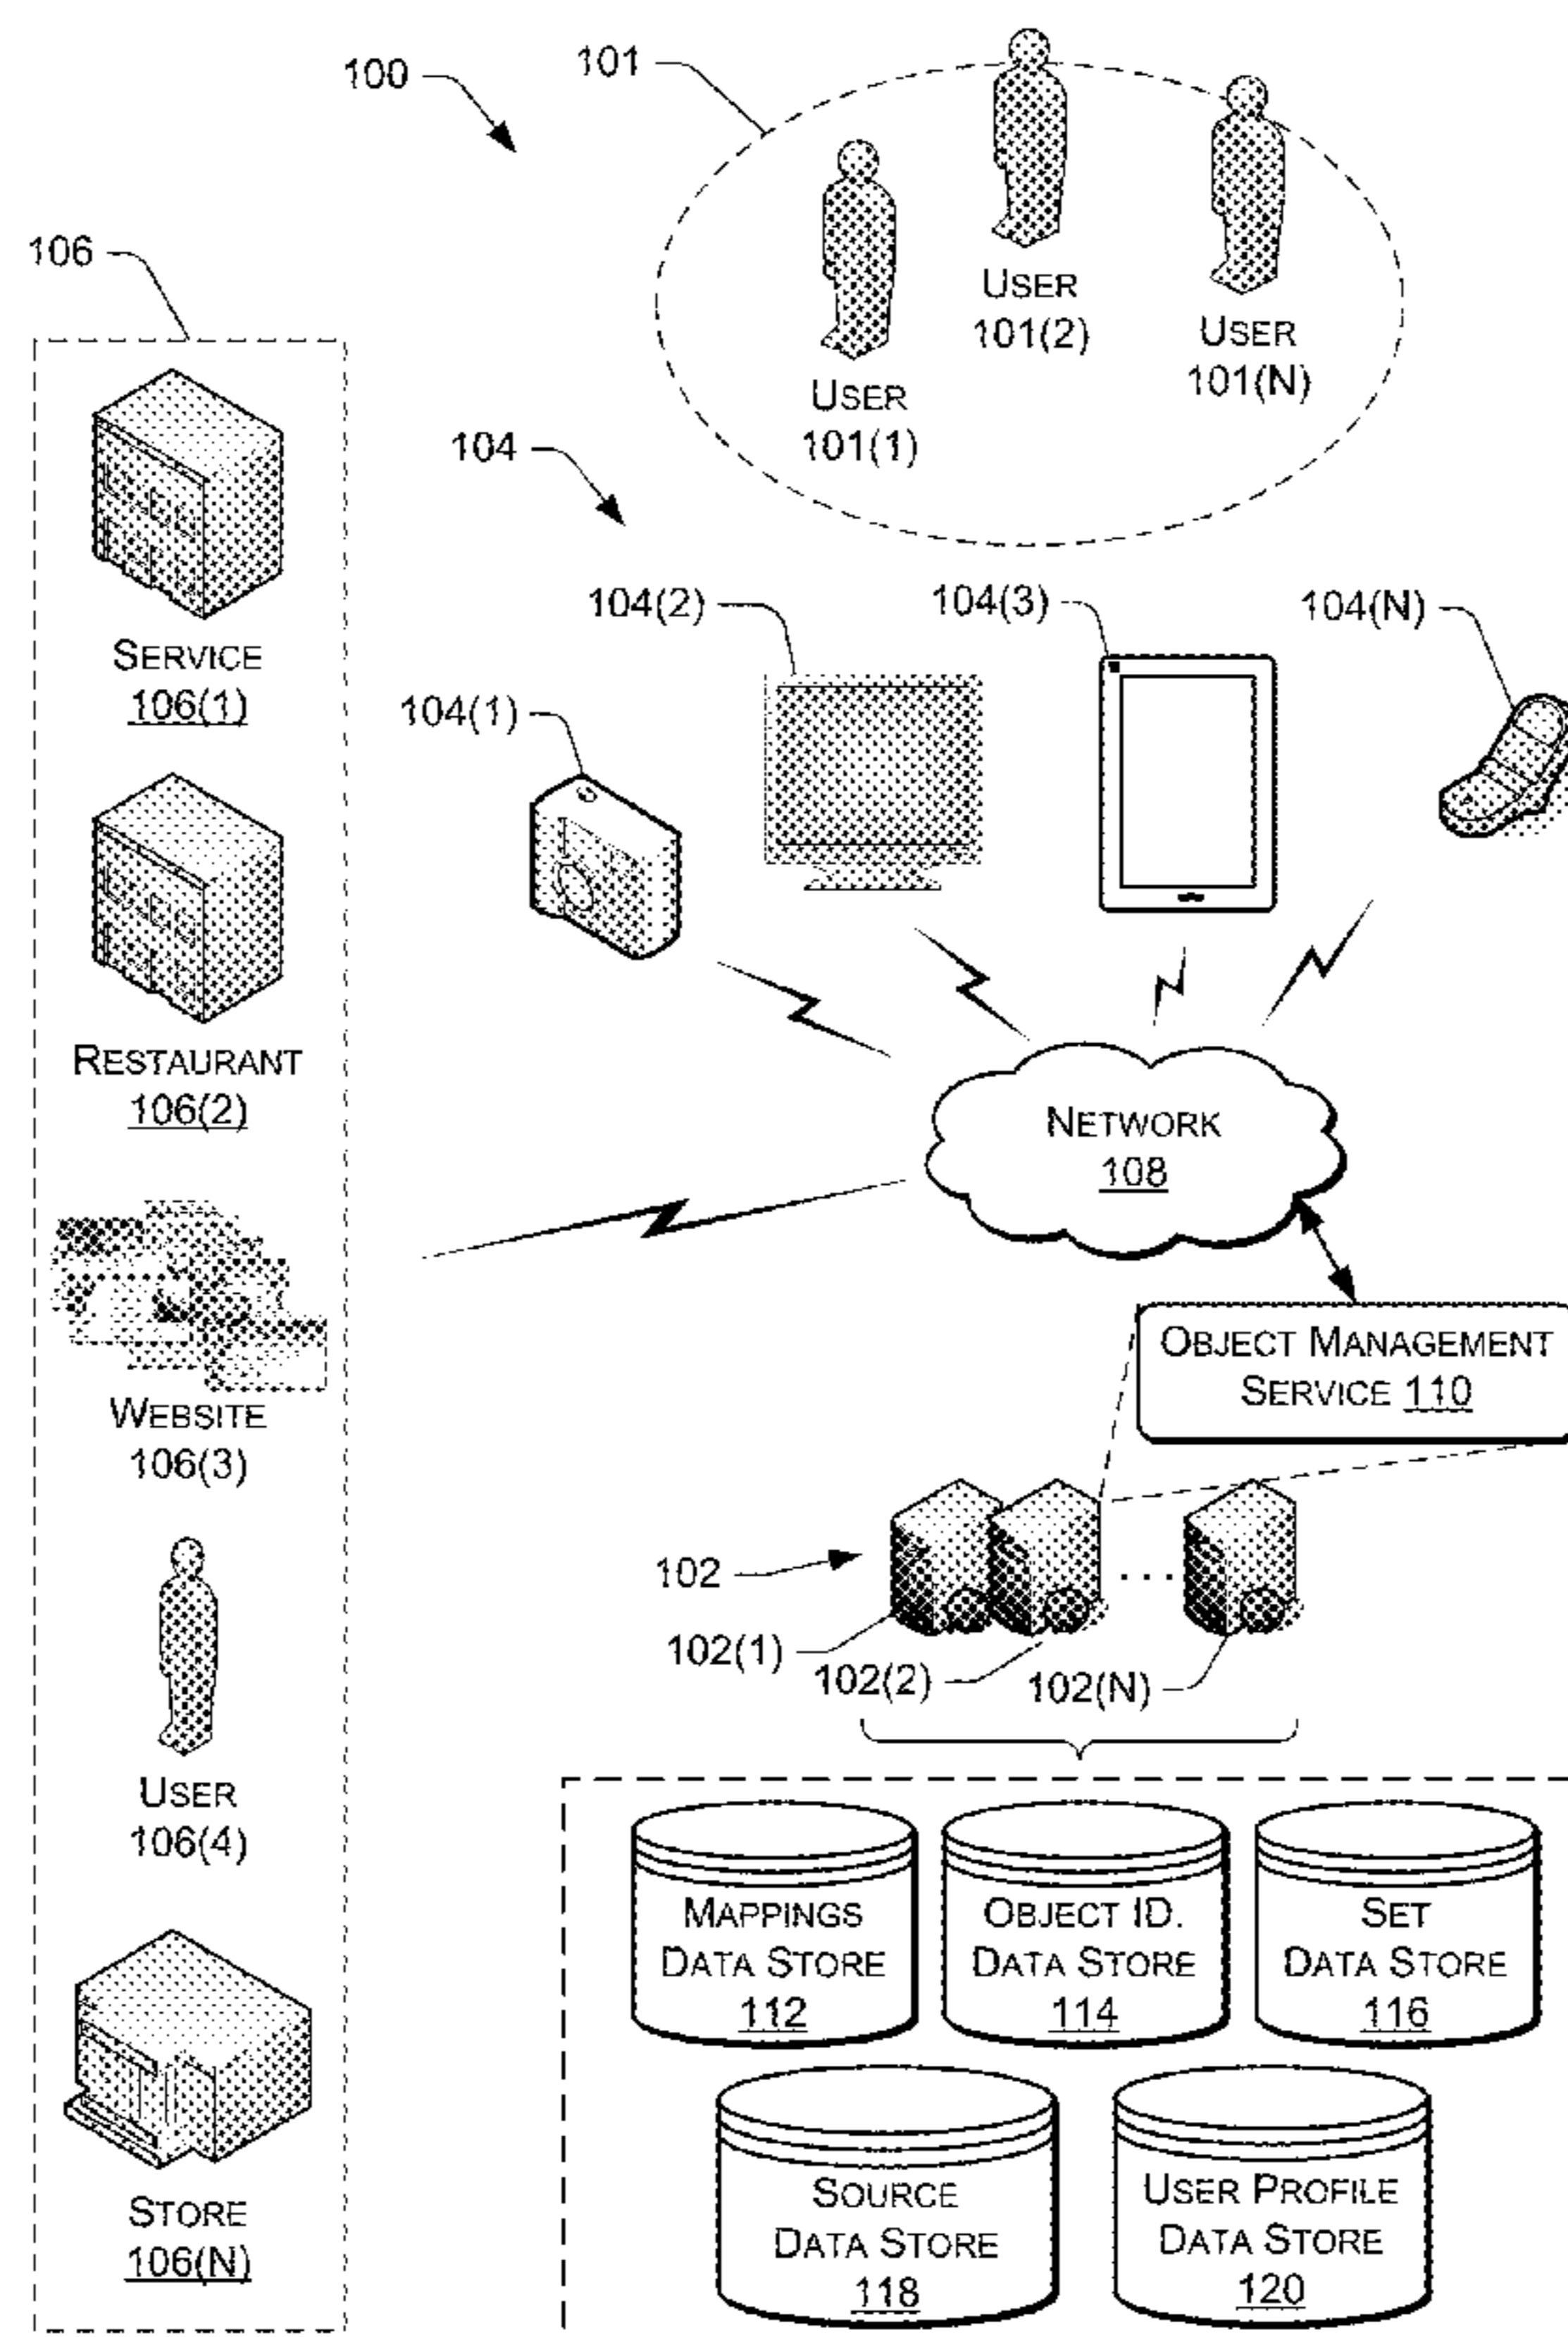 100
101
USER
101(1)
USER
101(2)
USER
101(N)
106
SERVICE
106(1)
RESTAURANT
106(2)
WEBSITE
106(3)
USER
106(4)
STORE
106(N)
104
104(1)
104(2)
104(3)
104(N)
NETWORK
108
OBJECT MANAGEMENT
SERVICE 110
102
102(1)
102(2)
...
102(N)
MAPPINGS
DATA STORE
112
OBJECT ID.
DATA STORE
114
SET
DATA STORE
116
SOURCE
DATA STORE
118
USER PROFILE
DATA STORE
120